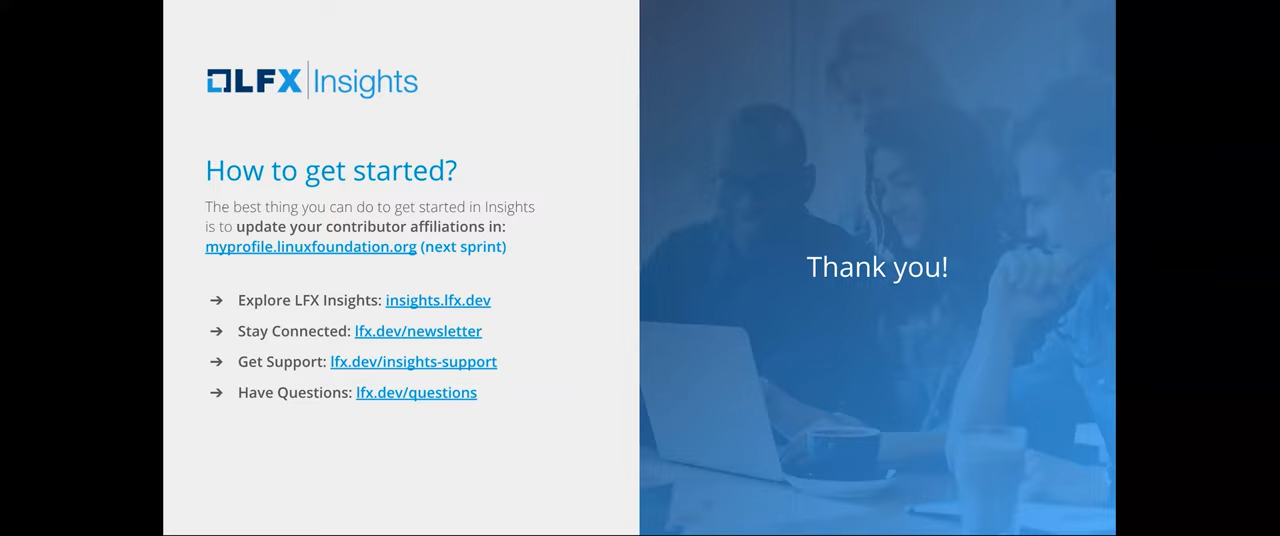 LFX | Insights
How to get started?
The best thing you can do to get started in Insights
is to update your contributor affiliations in:
myprofile.linuxfoundation.org (next sprint)
➔ Explore LFX Insights: insights.lfx.dev
➔ Stay Connected: lfx.dev/newsletter
➔ Get Support: lfx.dev/insights-support
➔ Have Questions: lfx.dev/questions
Thank you!